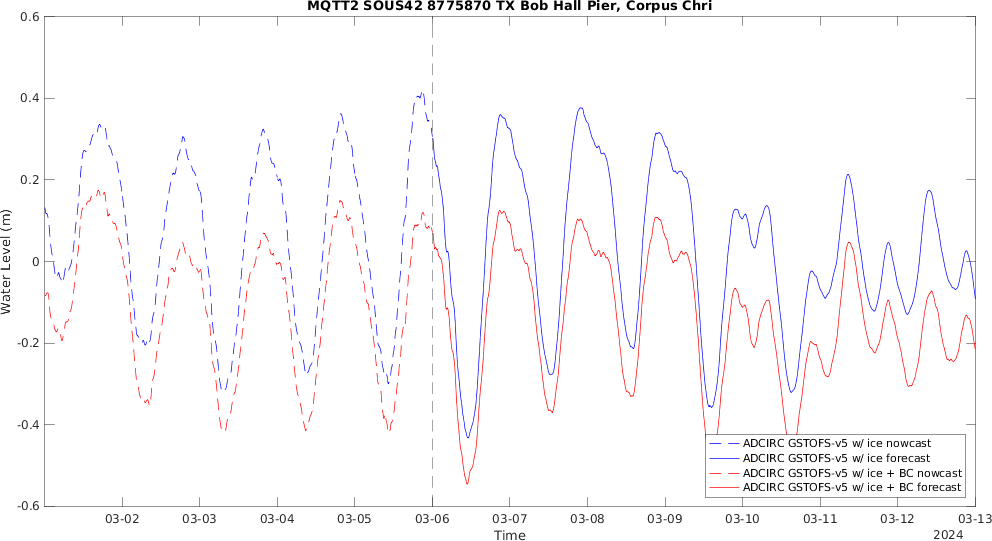 MQTT2 SOUS42 8775870 TX Bob Hall Pier, Corpus Chri
0.6
0.4
0.2
0
-0.2
-0.4
-0.6
Water Level (m)
03-02 03-03 03-04 03-05 03-06 03-07 03-08 03-09 03-10 03-11 03-12 03-13
Time
2024
ADCIRC GSTOFS-v5 w/ ice nowcast
ADCIRC GSTOFS-v5 w/ ice forecast
ADCIRC GSTOFS-v5 w/ ice + BC nowcast
ADCIRC GSTOFS-v5 w/ ice + BC forecast